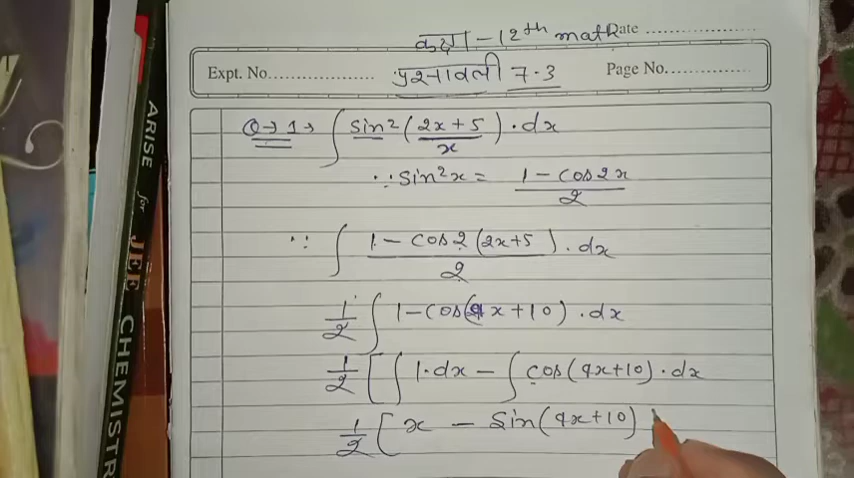 कक्षा - 12th math Date ..................
Expt. No.................. प्रश्नावली 7.3 Page No..................
Q→ 1→ ∫ sin²(2x+5)·dx
x
∵ Sin²x = 1 - cos2x / 2
∵ ∫ 1 - cos2(2x+5) / 2 . dx
1/2 ∫ 1 - cos(4x+10) .dx
1/2 [ ∫ 1·dx - ∫ cos(4x+10)·dx
1/2 [ x - Sin(4x+10)
ARISE for JEE CHEMISTR